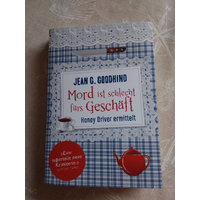 JEAN G. GOODHIND
Mord ist schlecht
fürs Geschäft
Honey Driver ermittelt